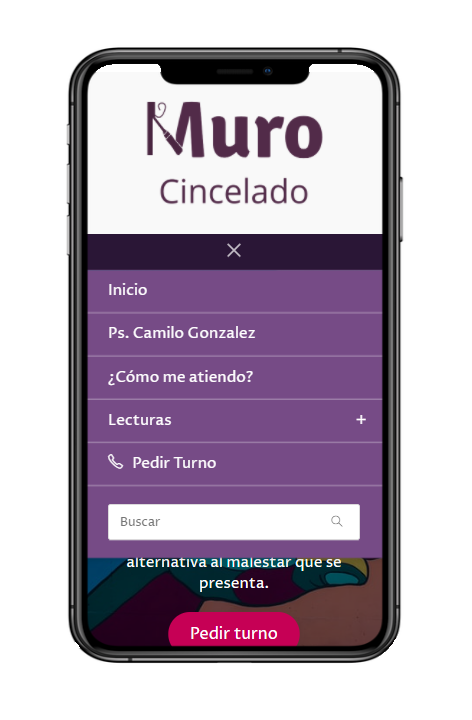 Muro
Cincelado
Inicio
Ps. Camilo Gonzalez
¿Cómo me atiendo?
Lecturas +
Pedir Turno
Buscar
alternativa al malestar que se
presenta.
Pedir turno